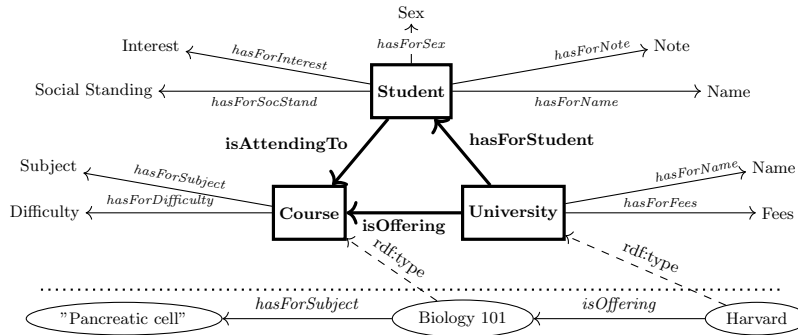 Sex
hasForSex
Interest
hasForInterest
hasForNote
Note
Social Standing
hasForSocStand
Student
hasForName
Name
isAttendingTo
hasForStudent
Subject
hasForSubject
hasForName
Name
Difficulty
hasForDifficulty
Course
isOffering
University
hasForFees
Fees
rdf:type
rdf:type
"Pancreatic cell"
hasForSubject
Biology 101
isOffering
Harvard